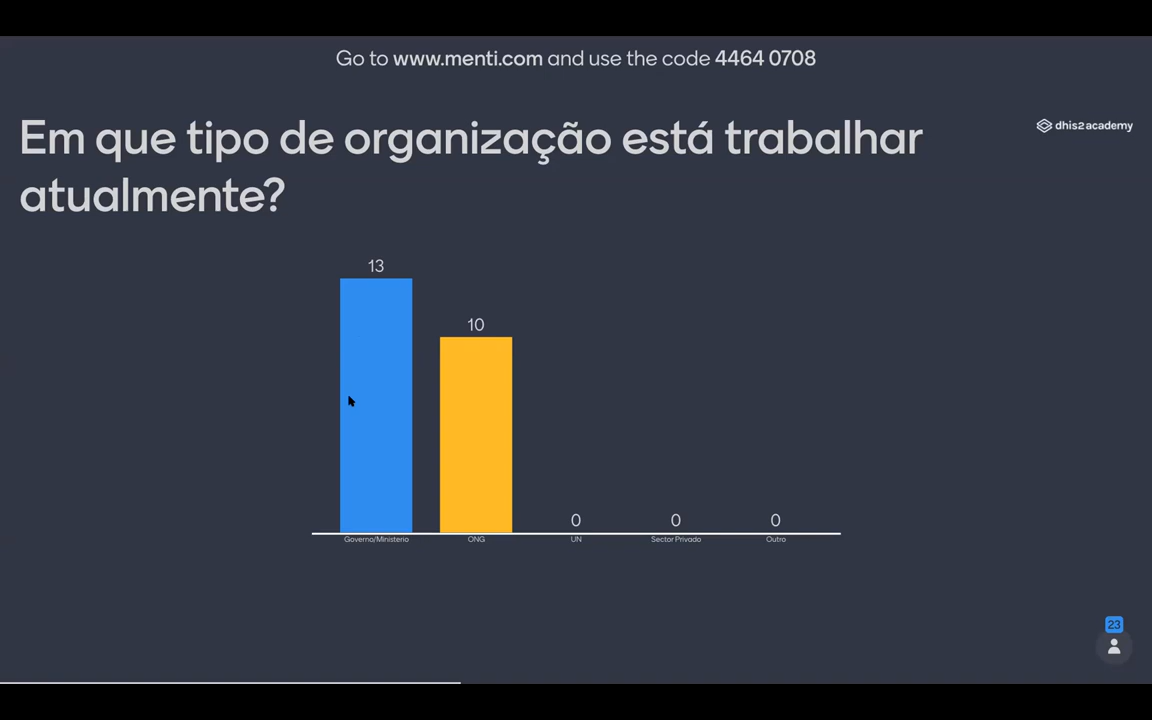 Go to www.menti.com and use the code 4464 0708
Em que tipo de organização está trabalhar
atualmente?
dhis2 academy
13
10
0
0
0
Governo/Ministerio
ONG
UN
Sector Privado
Outro
23